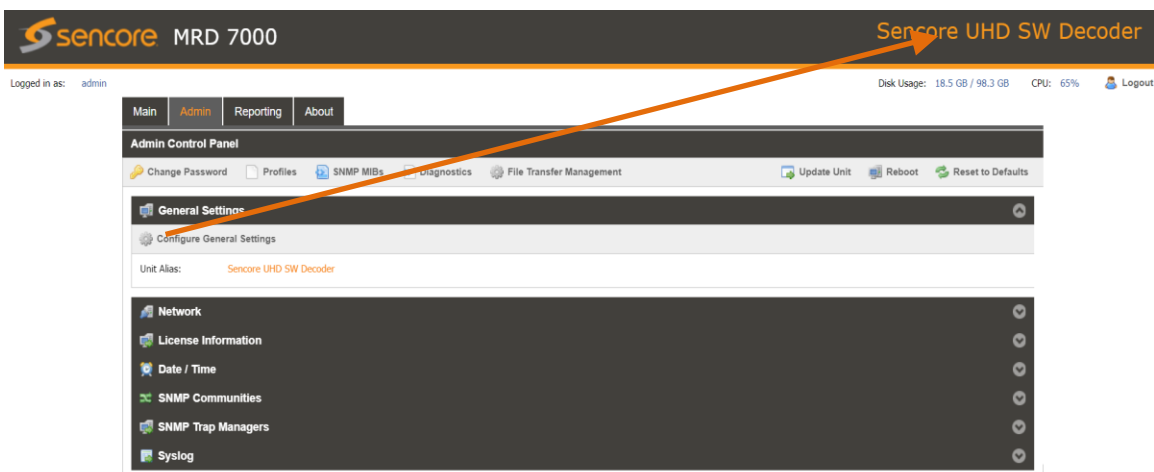 sencore MRD 7000 Sencore UHD SW Decoder
Logged in as: admin Disk Usage: 18.5 GB / 98.3 GB CPU: 65% Logout
Main Admin Reporting About
Admin Control Panel
Change Password Profiles SNMP MIBs Diagnostics File Transfer Management Update Unit Reboot Reset to Defaults
General Settings
Configure General Settings
Unit Alias: Sencore UHD SW Decoder
Network
License Information
Date / Time
SNMP Communities
SNMP Trap Managers
Syslog